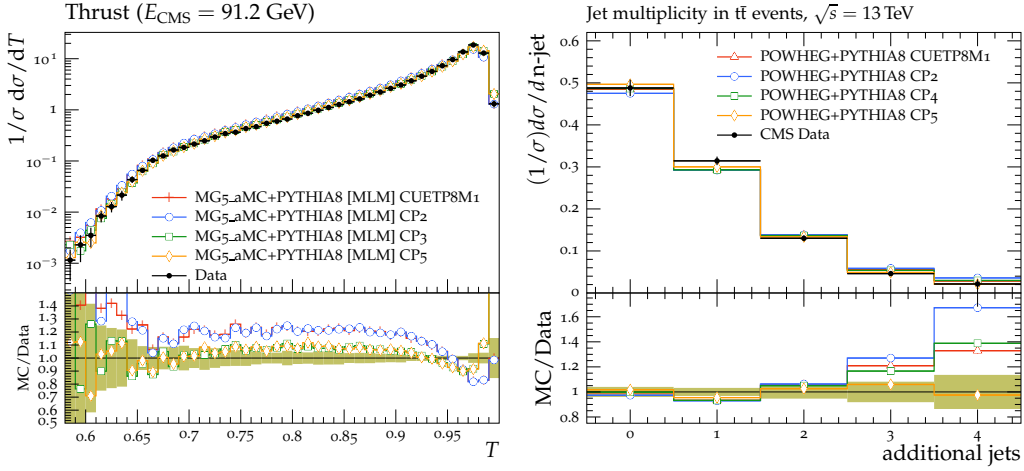 Thrust (E_CMS = 91.2 GeV)
1/σ dσ/dT
10^1
1
10^−1
10^−2
10^−3
MG5_aMC+PYTHIA8 [MLM] CUETP8M1
MG5_aMC+PYTHIA8 [MLM] CP2
MG5_aMC+PYTHIA8 [MLM] CP3
MG5_aMC+PYTHIA8 [MLM] CP5
Data
MC/Data
1.4
1.3
1.2
1.1
1.0
0.9
0.8
0.7
0.6
0.5
0.6 0.65 0.7 0.75 0.8 0.85 0.9 0.95
T
Jet multiplicity in tt̄ events, √s = 13 TeV
(1/σ)dσ/d n-jet
0.6
0.5
0.4
0.3
0.2
0.1
0
POWHEG+PYTHIA8 CUETP8M1
POWHEG+PYTHIA8 CP2
POWHEG+PYTHIA8 CP4
POWHEG+PYTHIA8 CP5
CMS Data
MC/Data
1.6
1.4
1.2
1
0.8
0 1 2 3 4
additional jets